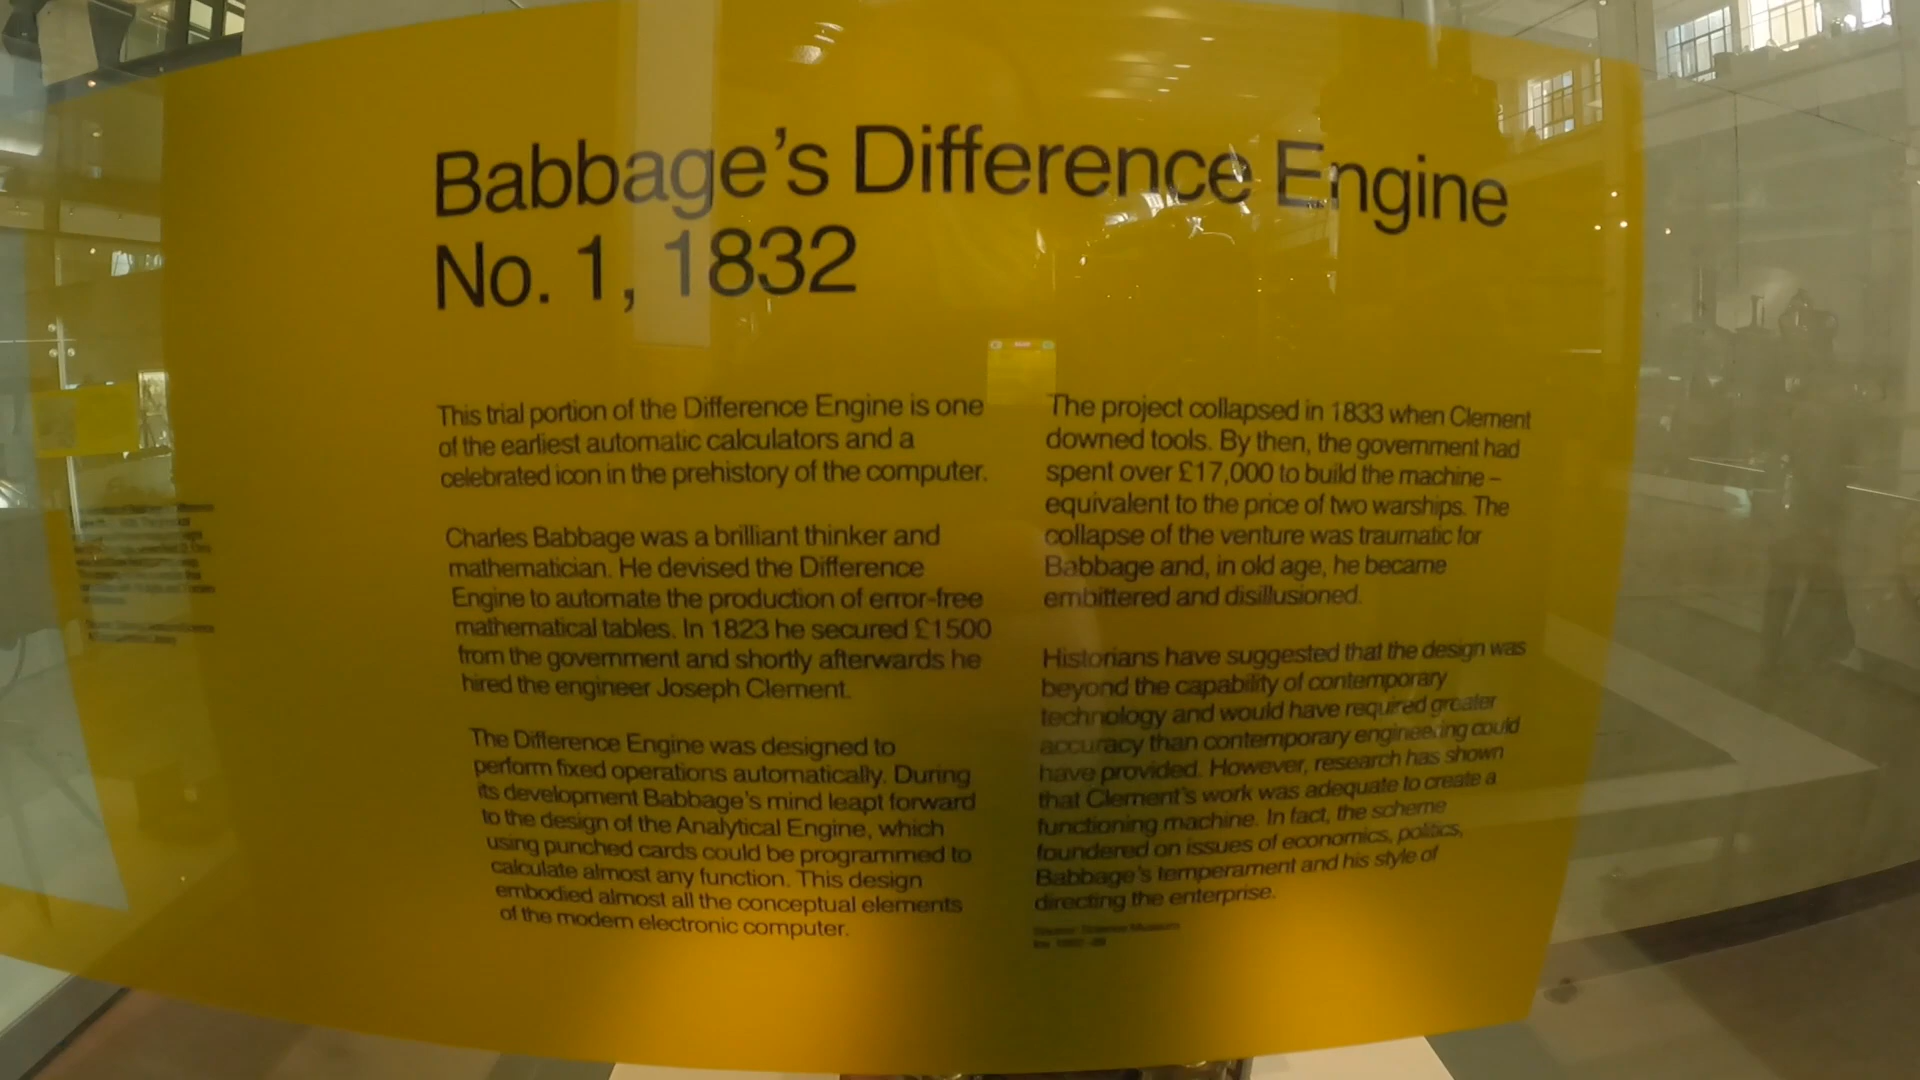 Babbage's Difference Engine
No. 1, 1832
This trial portion of the Difference Engine is one
of the earliest automatic calculators and a
celebrated icon in the prehistory of the computer.
Charles Babbage was a brilliant thinker and
mathematician. He devised the Difference
Engine to automate the production of error-free
mathematical tables. In 1823 he secured £1500
from the government and shortly afterwards he
hired the engineer Joseph Clement.
The Difference Engine was designed to
perform fixed operations automatically. During
its development Babbage's mind leapt forward
to the design of the Analytical Engine, which
using punched cards could be programmed to
calculate almost any function. This design
embodied almost all the conceptual elements
of the modern electronic computer.
The project collapsed in 1833 when Clement
downed tools. By then, the government had
spent over £17,000 to build the machine –
equivalent to the price of two warships. The
collapse of the venture was traumatic for
Babbage and, in old age, he became
embittered and disillusioned.
Historians have suggested that the design was
beyond the capability of contemporary
technology and would have required greater
accuracy than contemporary engineering could
have provided. However, research has shown
that Clement's work was adequate to create a
functioning machine. In fact, the scheme
foundered on issues of economics, politics,
Babbage's temperament and his style of
directing the enterprise.
Science Museum